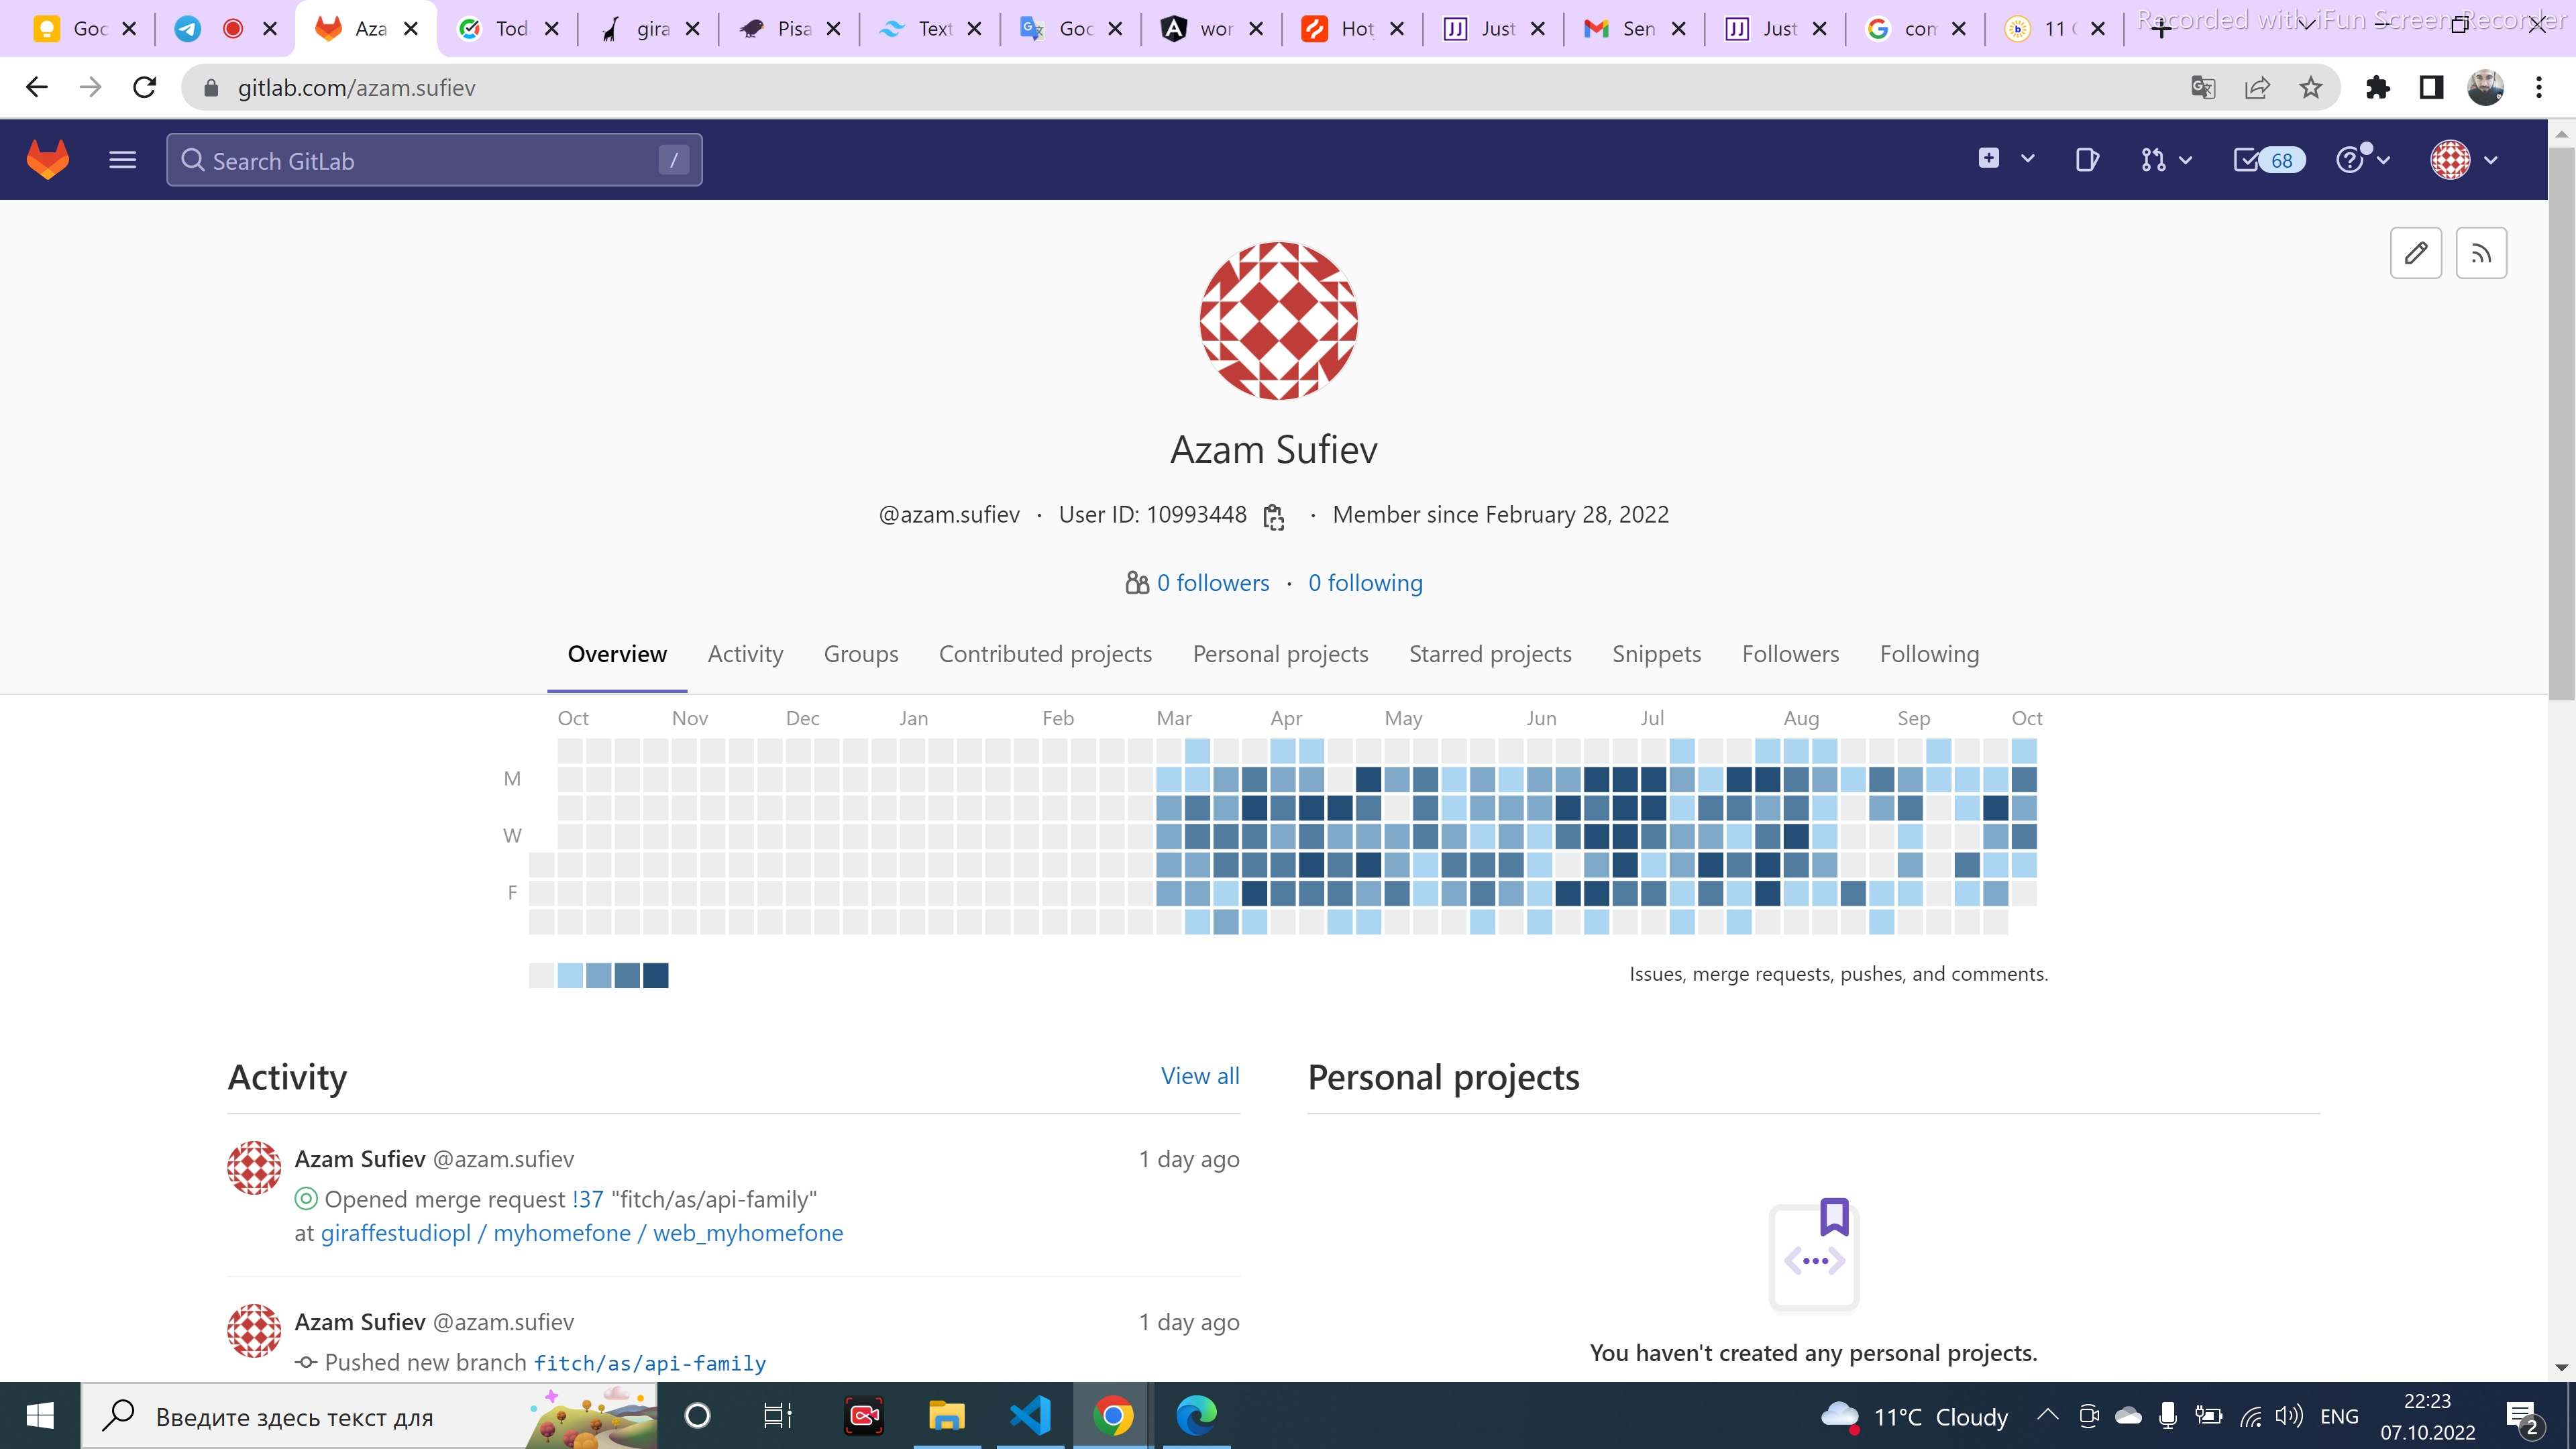 Goc
Aza
Tod
gira
Pisa
Text
Goc
wor
Hot
Just
Sen
Just
com
11
Recorded with iFun Screen Recorder
gitlab.com/azam.sufiev
Search GitLab
/
68
Azam Sufiev
@azam.sufiev · User ID: 10993448 · Member since February 28, 2022
0 followers · 0 following
Overview Activity Groups Contributed projects Personal projects Starred projects Snippets Followers Following
Oct Nov Dec Jan Feb Mar Apr May Jun Jul Aug Sep Oct
M
W
F
Issues, merge requests, pushes, and comments.
Activity
View all
Azam Sufiev @azam.sufiev
1 day ago
Opened merge request !37 "fitch/as/api-family"
at giraffestudiopl / myhomefone / web_myhomefone
Azam Sufiev @azam.sufiev
1 day ago
Pushed new branch fitch/as/api-family
Personal projects
You haven't created any personal projects.
Введите здесь текст для
11°C Cloudy
ENG
22:23
07.10.2022
2